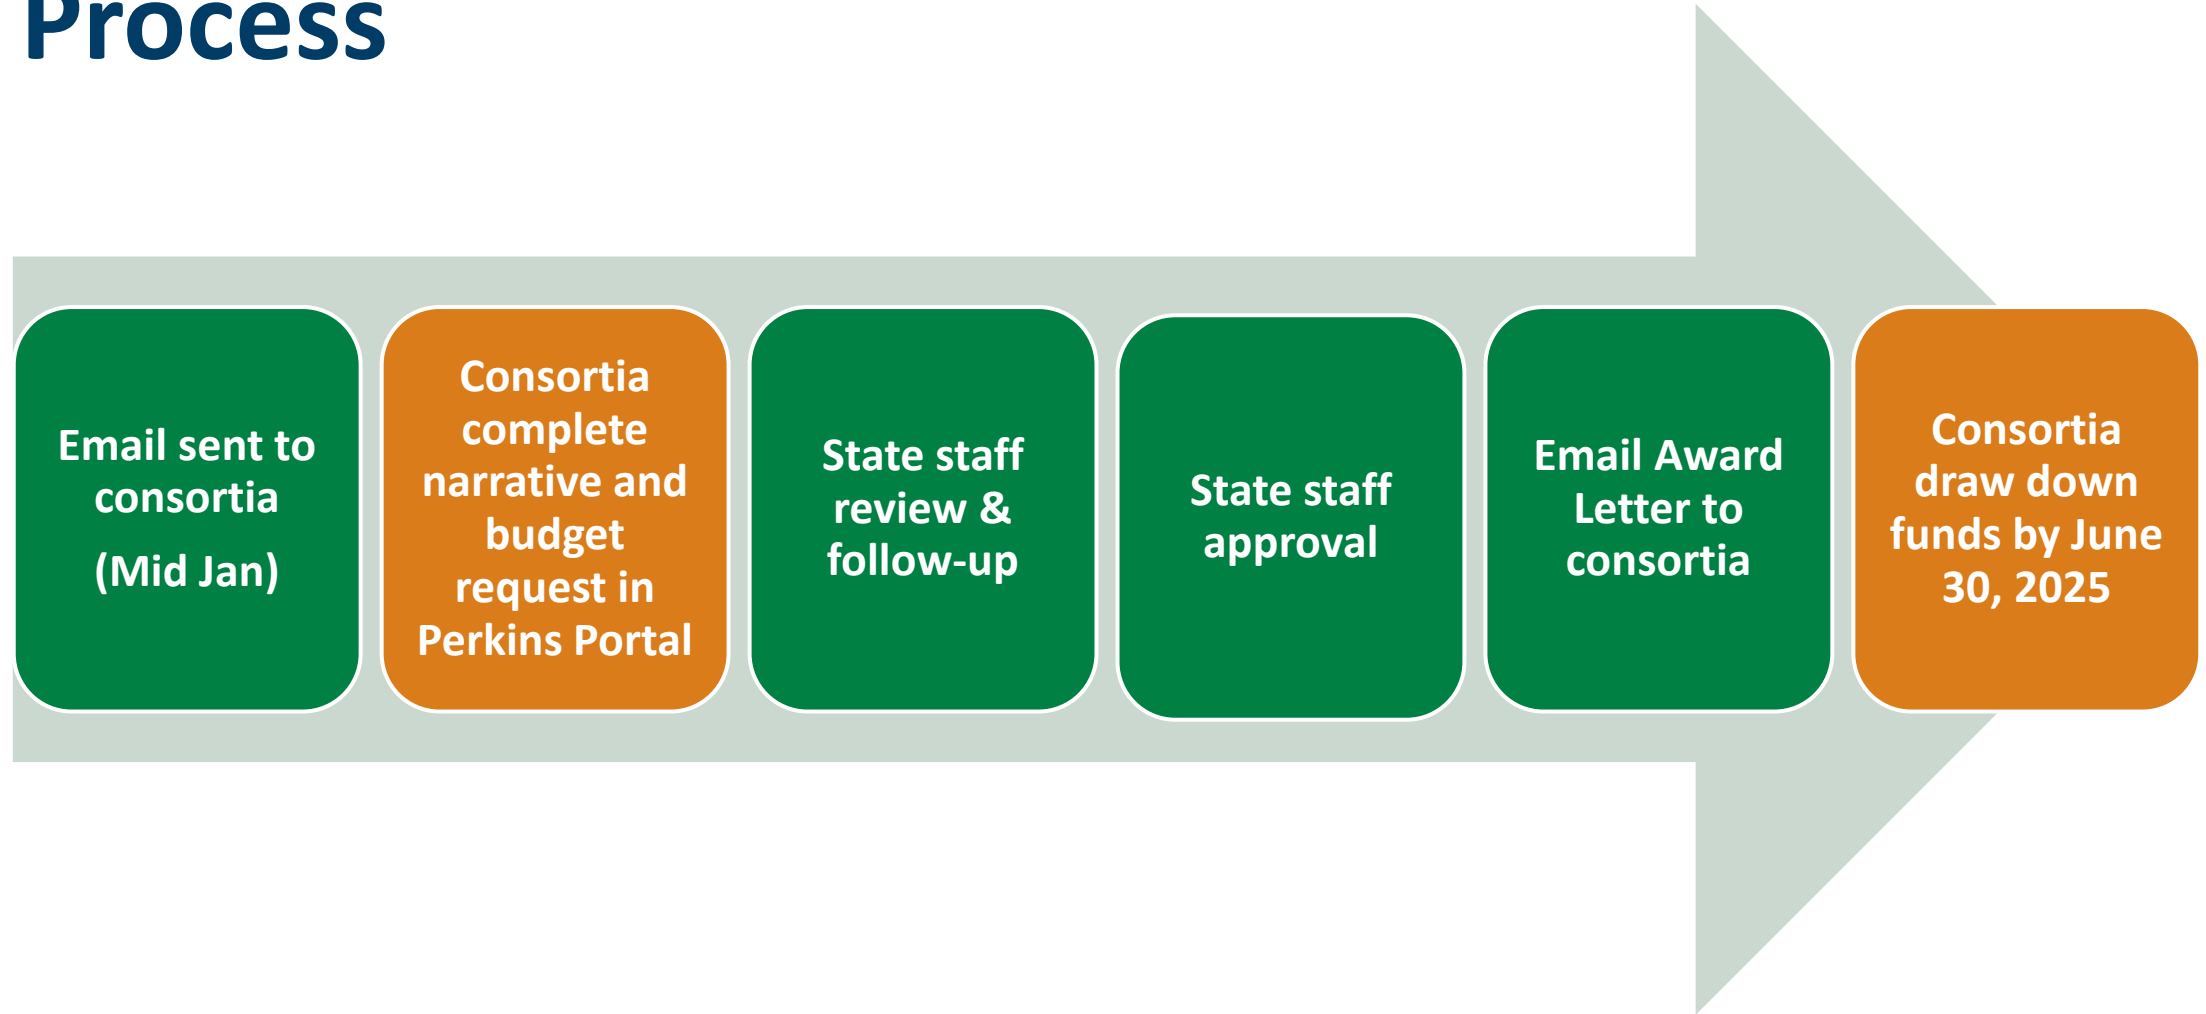 Process
Email sent to
consortia
(Mid Jan)
Consortia
complete
narrative and
budget
request in
Perkins Portal
State staff
review &
follow-up
State staff
approval
Email Award
Letter to
consortia
Consortia
draw down
funds by June
30, 2025